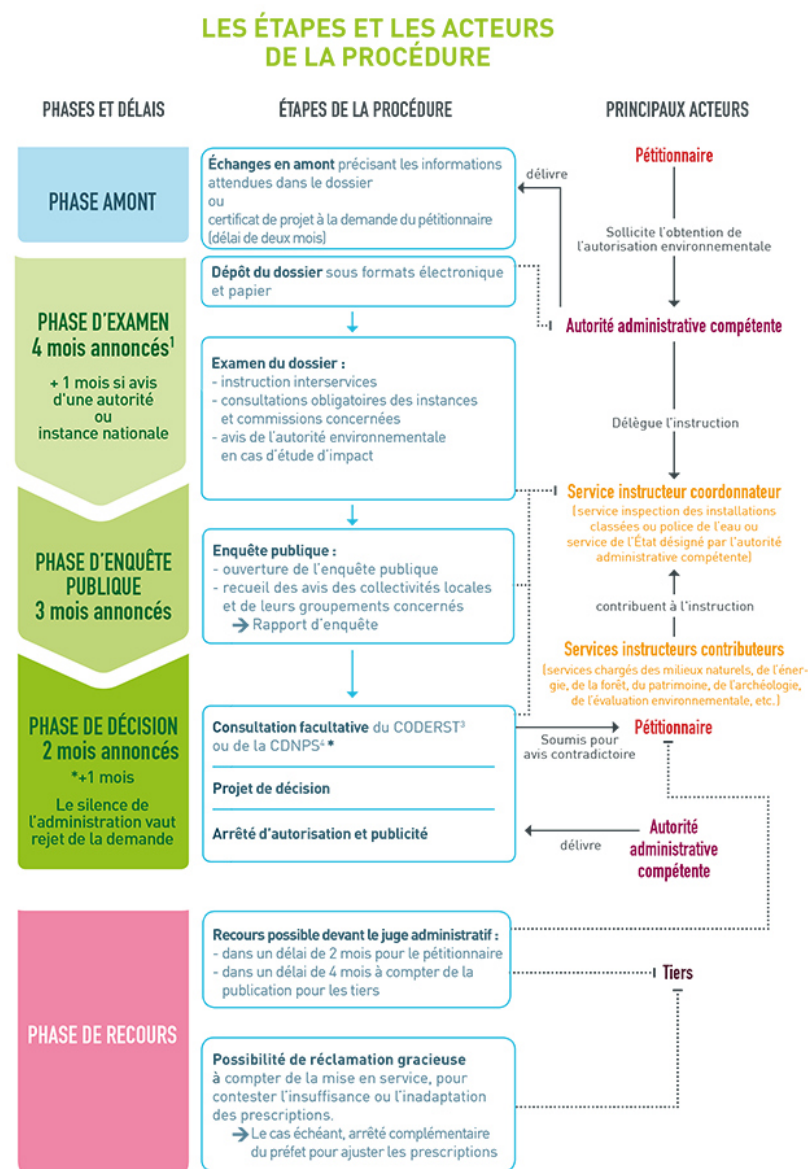 LES ÉTAPES ET LES ACTEURS
DE LA PROCÉDURE
PHASES ET DÉLAIS
ÉTAPES DE LA PROCÉDURE
PRINCIPAUX ACTEURS
PHASE AMONT
Échanges en amont précisant les informations
attendues dans le dossier
ou
certificat de projet à la demande du pétitionnaire
(délai de deux mois)
délivre
Pétitionnaire
Sollicite l'obtention de
l'autorisation environnementale
PHASE D'EXAMEN
4 mois annoncés¹
+ 1 mois si avis
d'une autorité
ou
instance nationale
Dépôt du dossier sous formats électronique
et papier
Autorité administrative compétente
Examen du dossier :
- instruction interservices
- consultations obligatoires des instances
et commissions concernées
- avis de l'autorité environnementale
en cas d'étude d'impact
Délègue l'instruction
Service instructeur coordonnateur
(service inspection des installations
classées ou police de l'eau ou
service de l'État désigné par l'autorité
administrative compétente)
PHASE D'ENQUÊTE
PUBLIQUE
3 mois annoncés
Enquête publique :
- ouverture de l'enquête publique
- recueil des avis des collectivités locales
et de leurs groupements concernés
→ Rapport d'enquête
contribuent à l'instruction
Services instructeurs contributeurs
(services chargés des milieux naturels, de l'éner-
gie, de la forêt, du patrimoine, de l'archéologie,
de l'évaluation environnementale, etc.)
PHASE DE DÉCISION
2 mois annoncés
*+1 mois
Le silence de
l'administration vaut
rejet de la demande
Consultation facultative du CODERST³
ou de la CDNPS⁴ *
Projet de décision
Arrêté d'autorisation et publicité
Soumis pour
avis contradictoire
Pétitionnaire
délivre
Autorité
administrative
compétente
PHASE DE RECOURS
Recours possible devant le juge administratif :
- dans un délai de 2 mois pour le pétitionnaire
- dans un délai de 4 mois à compter de la
publication pour les tiers
Tiers
Possibilité de réclamation gracieuse
à compter de la mise en service, pour
contester l'insuffisance ou l'inadaptation
des prescriptions.
→ Le cas échéant, arrêté complémentaire
du préfet pour ajuster les prescriptions